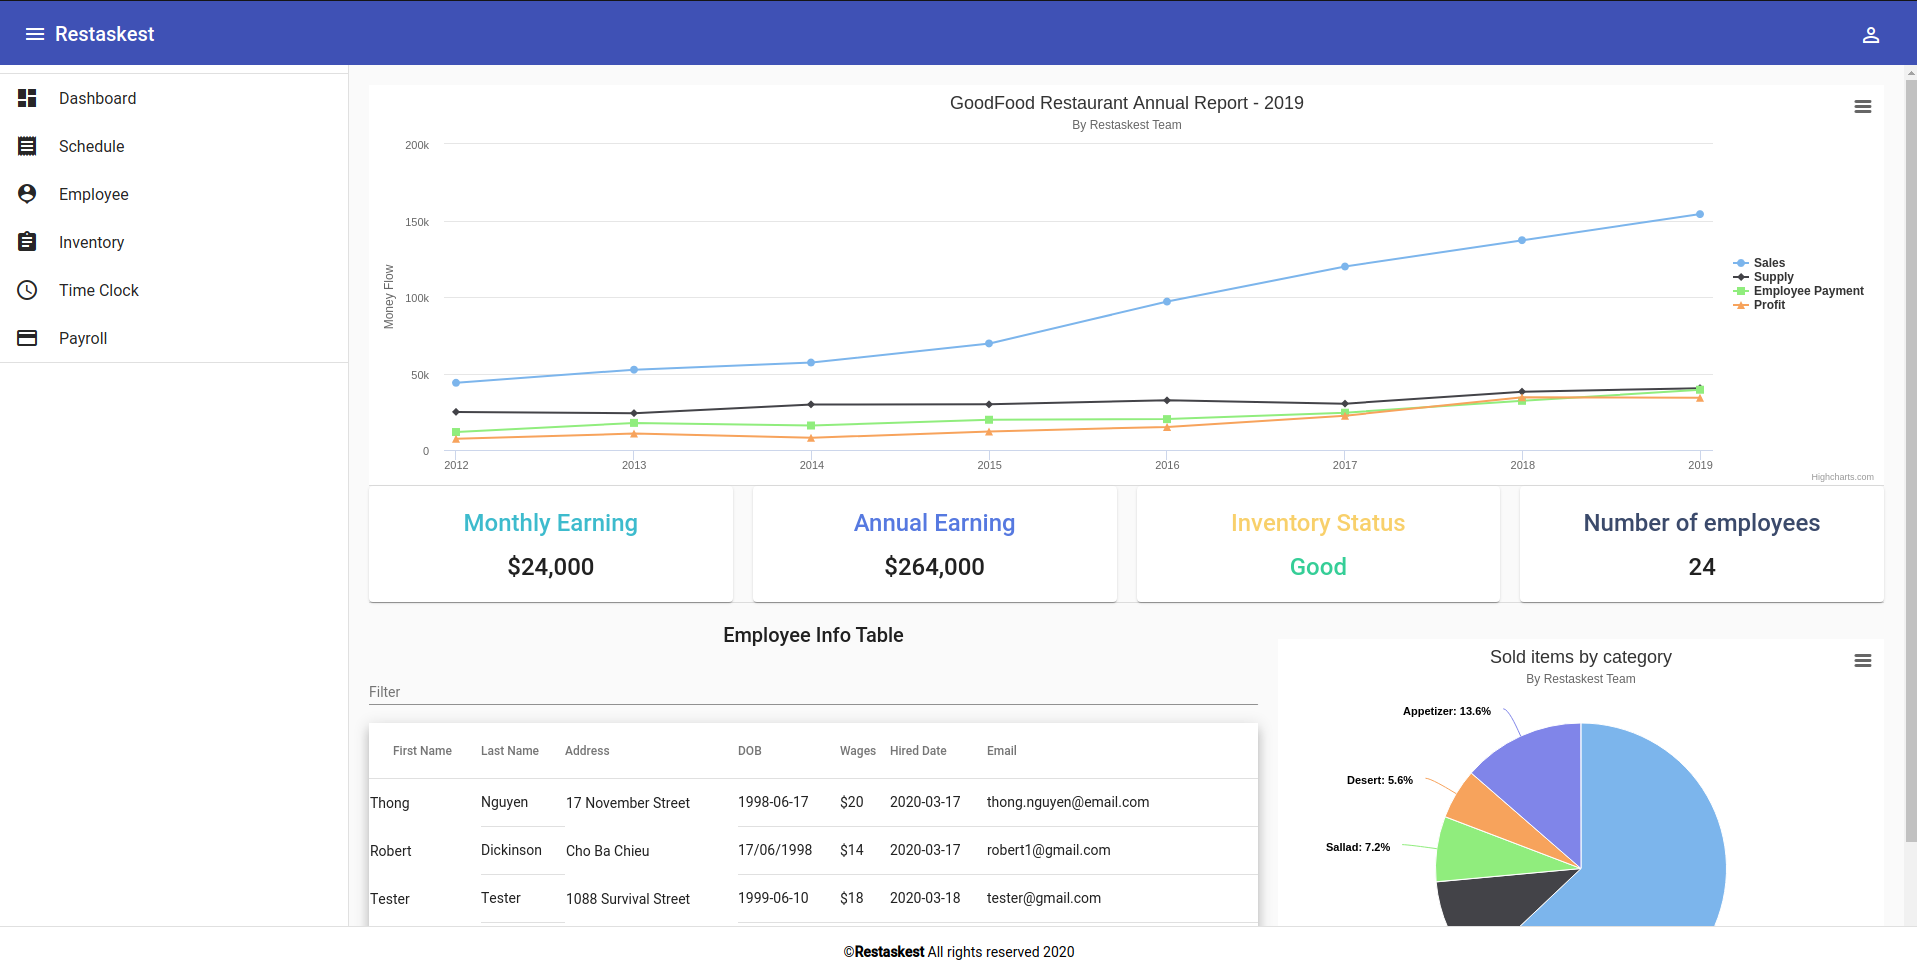 Restaskest
Dashboard
Schedule
Employee
Inventory
Time Clock
Payroll
GoodFood Restaurant Annual Report - 2019
By Restaskest Team
Money Flow
200k
150k
100k
50k
0
2012 2013 2014 2015 2016 2017 2018 2019
Sales
Supply
Employee Payment
Profit
Highcharts.com
Monthly Earning
$24,000
Annual Earning
$264,000
Inventory Status
Good
Number of employees
24
Employee Info Table
Filter
First Name Last Name Address DOB Wages Hired Date Email
Thong Nguyen 17 November Street 1998-06-17 $20 2020-03-17 thong.nguyen@email.com
Robert Dickinson Cho Ba Chieu 17/06/1998 $14 2020-03-17 robert1@gmail.com
Tester Tester 1088 Survival Street 1999-06-10 $18 2020-03-18 tester@gmail.com
Sold items by category
By Restaskest Team
Appetizer: 13.6%
Desert: 5.6%
Sallad: 7.2%
©Restaskest All rights reserved 2020